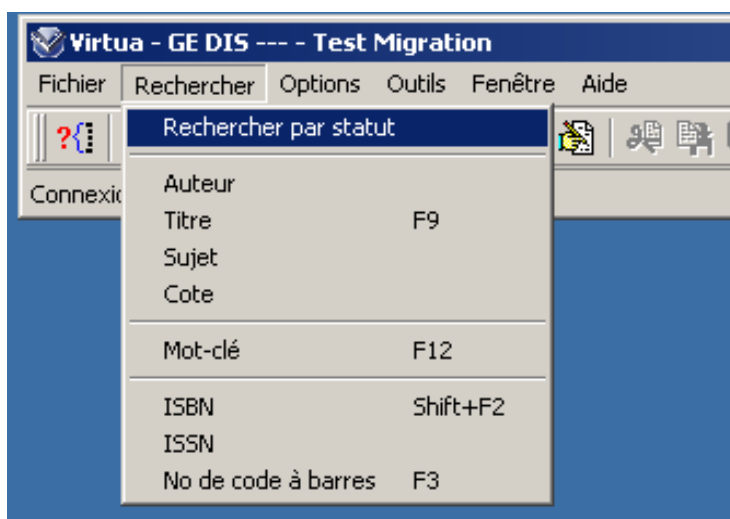 Virtua - GE DIS ---- - Test Migration
Fichier Rechercher Options Outils Fenêtre Aide
?{
Rechercher par statut
Connexio
Auteur
Titre F9
Sujet
Cote
Mot-clé F12
ISBN Shift+F2
ISSN
No de code à barres F3